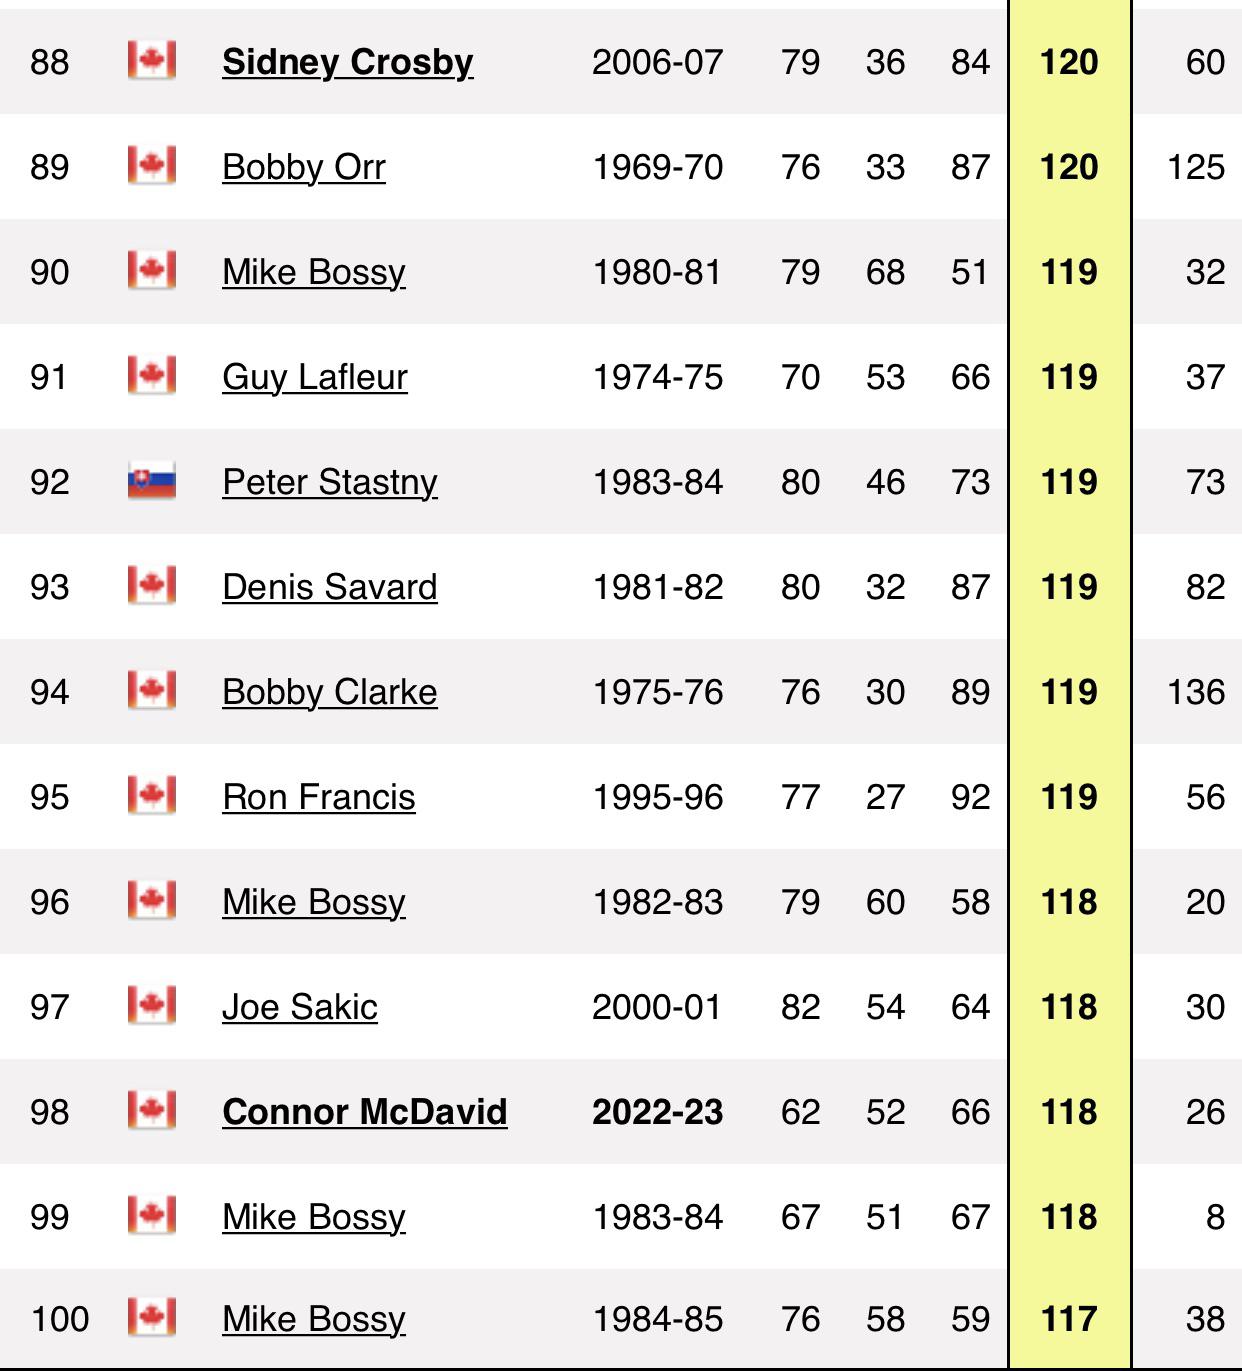 88 Sidney Crosby 2006-07 79 36 84 120 60
89 Bobby Orr 1969-70 76 33 87 120 125
90 Mike Bossy 1980-81 79 68 51 119 32
91 Guy Lafleur 1974-75 70 53 66 119 37
92 Peter Stastny 1983-84 80 46 73 119 73
93 Denis Savard 1981-82 80 32 87 119 82
94 Bobby Clarke 1975-76 76 30 89 119 136
95 Ron Francis 1995-96 77 27 92 119 56
96 Mike Bossy 1982-83 79 60 58 118 20
97 Joe Sakic 2000-01 82 54 64 118 30
98 Connor McDavid 2022-23 62 52 66 118 26
99 Mike Bossy 1983-84 67 51 67 118 8
100 Mike Bossy 1984-85 76 58 59 117 38